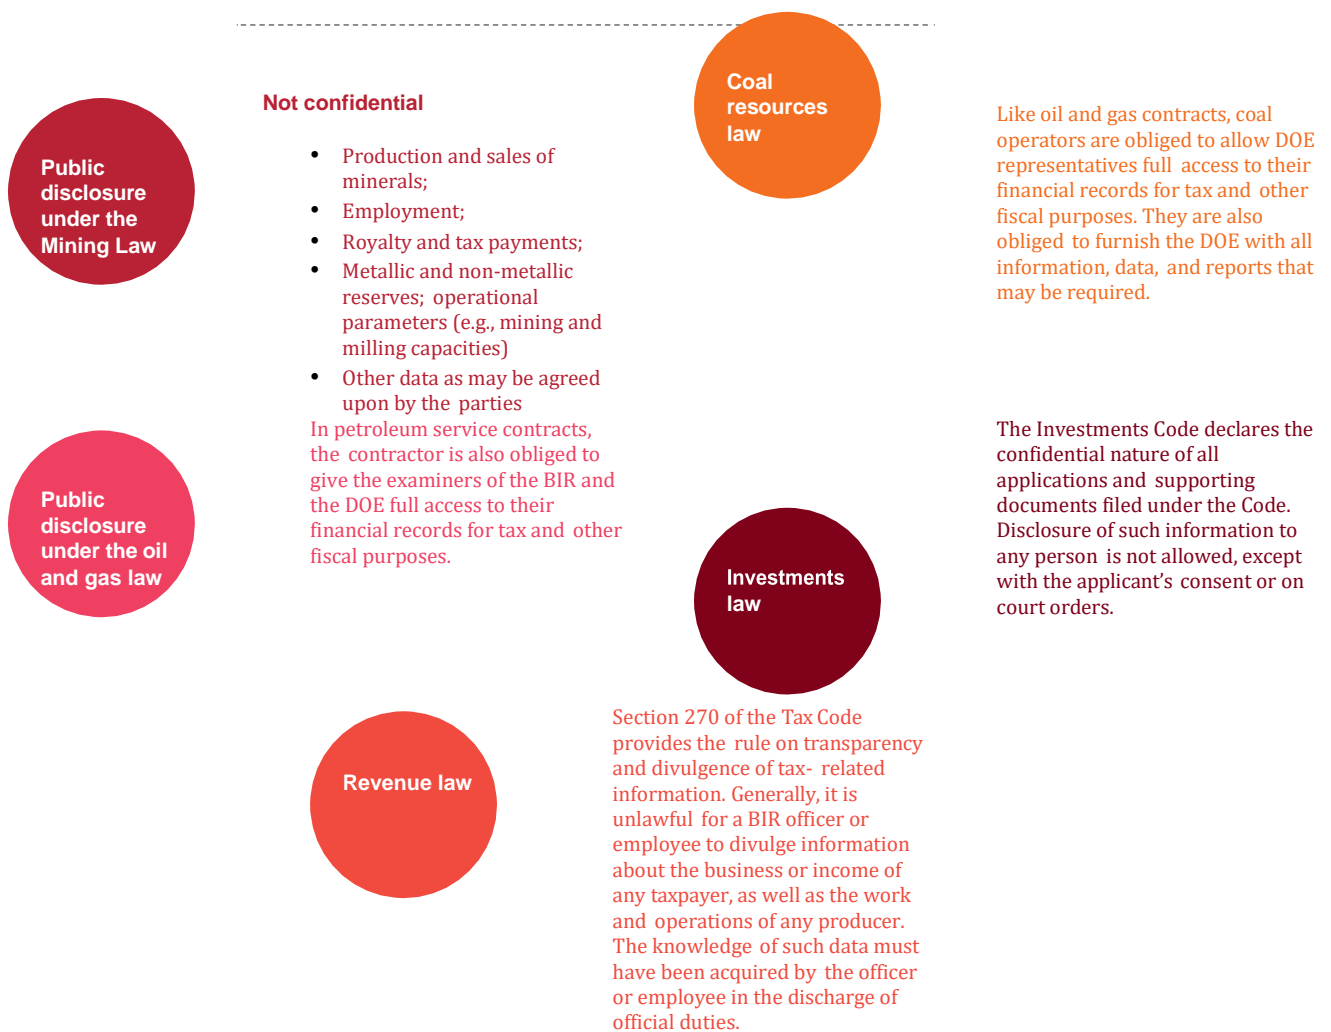 Public
disclosure
under the
Mining Law
Not confidential
• Production and sales of
minerals;
• Employment;
• Royalty and tax payments;
• Metallic and non-metallic
reserves; operational
parameters (e.g., mining and
milling capacities)
• Other data as may be agreed
upon by the parties
Coal
resources
law
Like oil and gas contracts, coal
operators are obliged to allow DOE
representatives full access to their
financial records for tax and other
fiscal purposes. They are also
obliged to furnish the DOE with all
information, data, and reports that
may be required.
Public
disclosure
under the oil
and gas law
In petroleum service contracts,
the contractor is also obliged to
give the examiners of the BIR and
the DOE full access to their
financial records for tax and other
fiscal purposes.
Investments
law
The Investments Code declares the
confidential nature of all
applications and supporting
documents filed under the Code.
Disclosure of such information to
any person is not allowed, except
with the applicant’s consent or on
court orders.
Revenue law
Section 270 of the Tax Code
provides the rule on transparency
and divulgence of tax- related
information. Generally, it is
unlawful for a BIR officer or
employee to divulge information
about the business or income of
any taxpayer, as well as the work
and operations of any producer.
The knowledge of such data must
have been acquired by the officer
or employee in the discharge of
official duties.